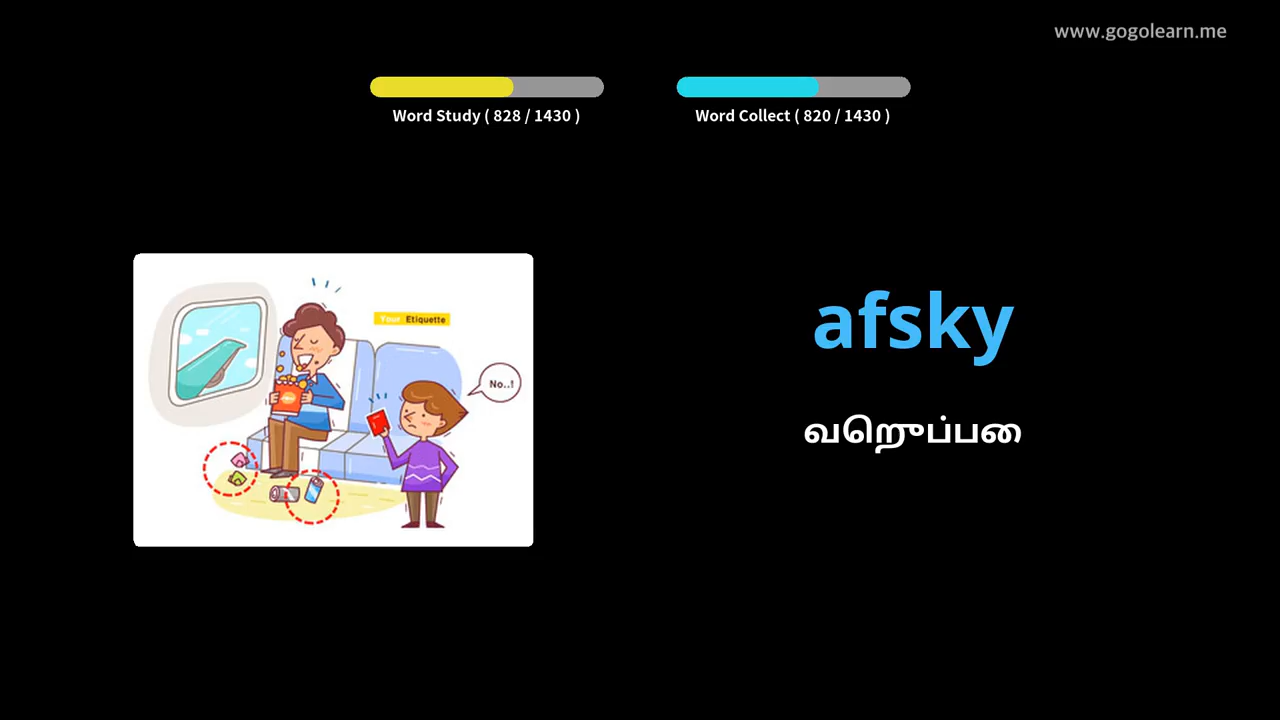 www.gogolearn.me
Word Study ( 828 / 1430 )
Word Collect ( 820 / 1430 )
Your Etiquette
No..!
afsky
வெறுப்பை